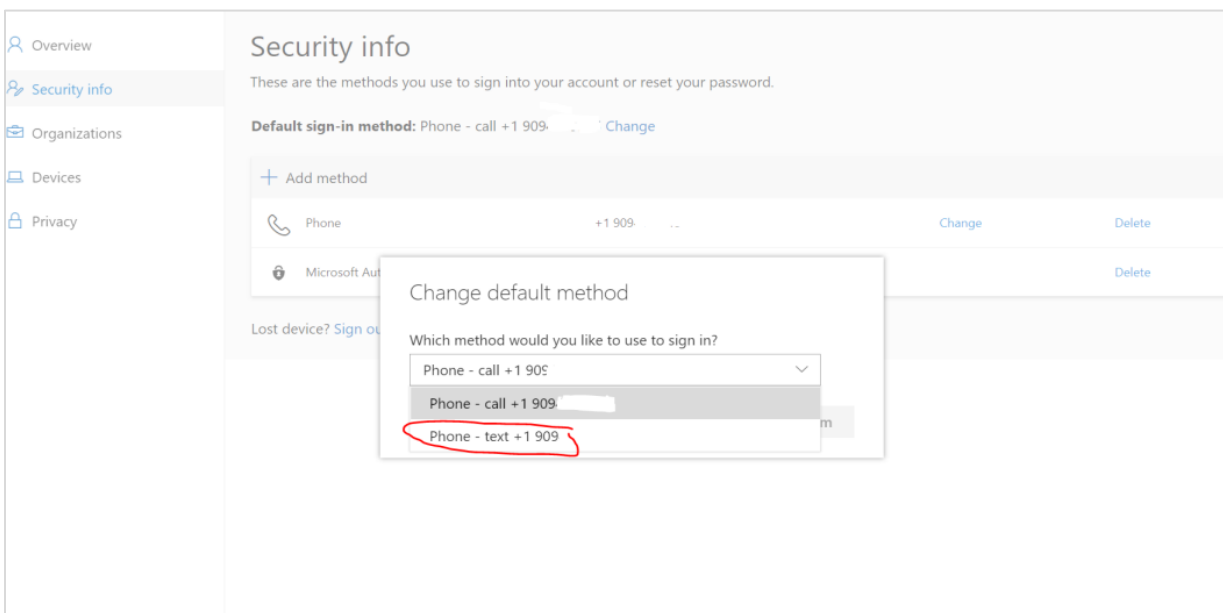 Overview
Security info
Organizations
Devices
Privacy
Security info
These are the methods you use to sign into your account or reset your password.
Default sign-in method: Phone - call +1 909 Change
Add method
Phone +1 909 Change Delete
Microsoft Aut Delete
Lost device? Sign ou
Change default method
Which method would you like to use to sign in?
Phone - call +1 909
Phone - call +1 909
Phone - text +1 909
m